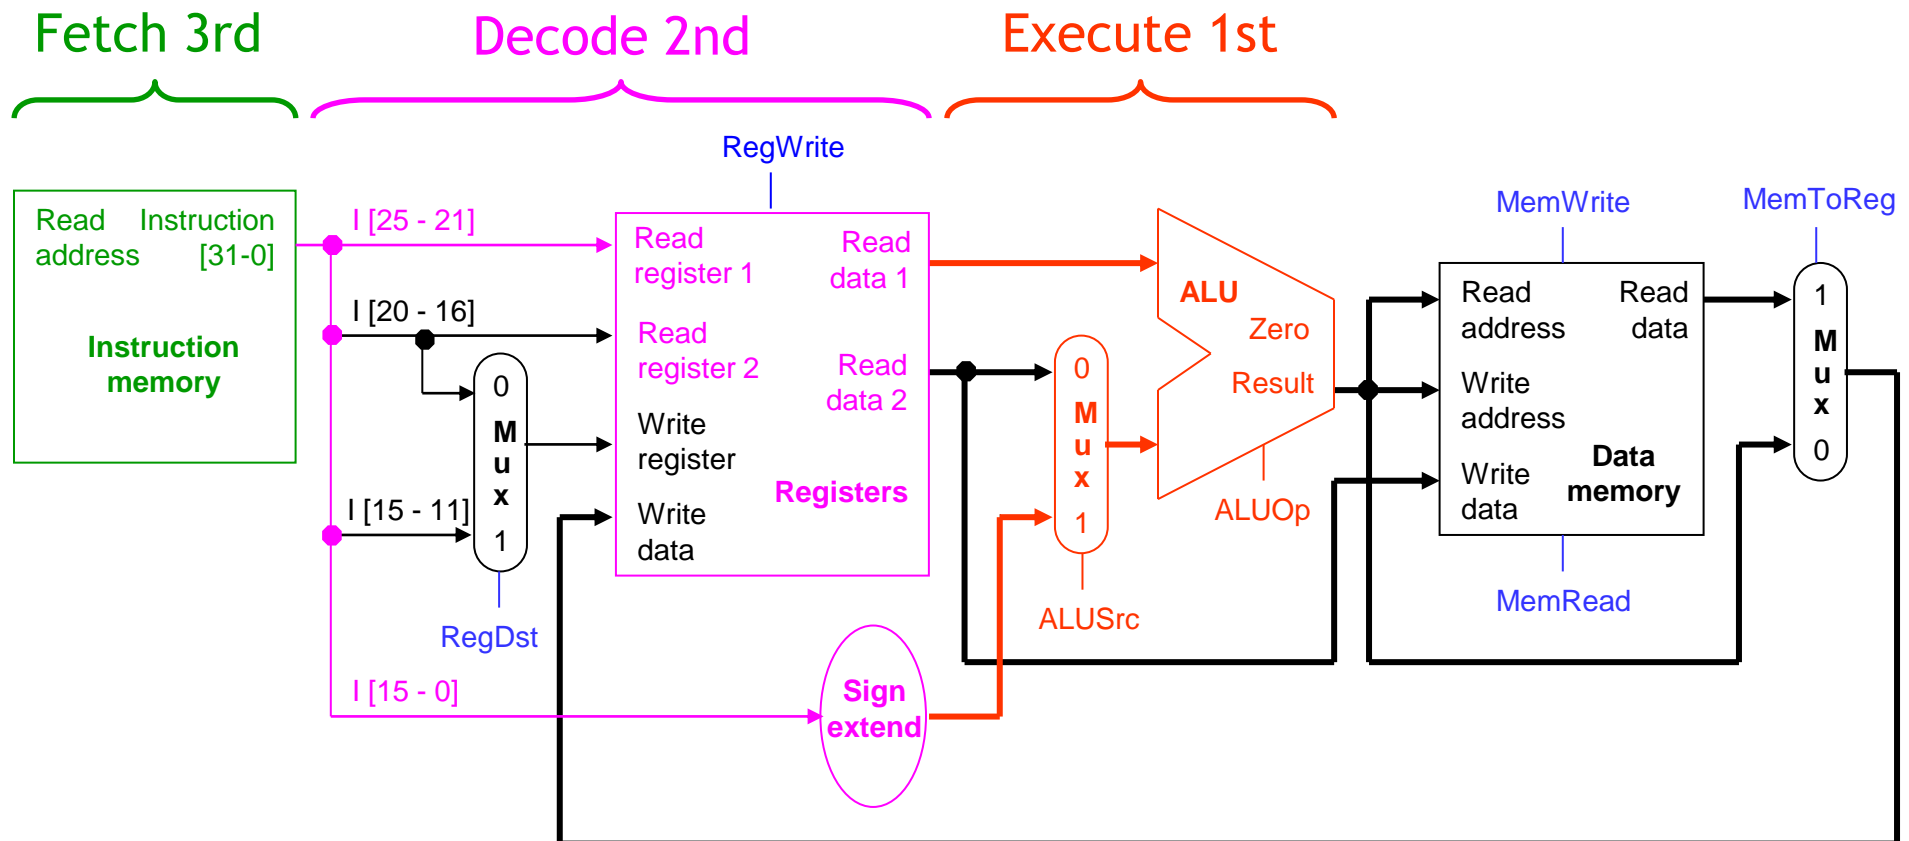 Fetch 3rd
Decode 2nd
Execute 1st
RegWrite
MemWrite
MemToReg
Read Instruction
address [31-0]
Instruction
memory
I [25 - 21]
I [20 - 16]
I [15 - 11]
I [15 - 0]
0
M
u
x
1
RegDst
Read
register 1
Read
register 2
Write
register
Write
data
Read
data 1
Read
data 2
Registers
Sign
extend
0
M
u
x
1
ALUSrc
ALU
Zero
Result
ALUOp
Read
address
Write
address
Write
data
Read
data
Data
memory
MemRead
1
M
u
x
0